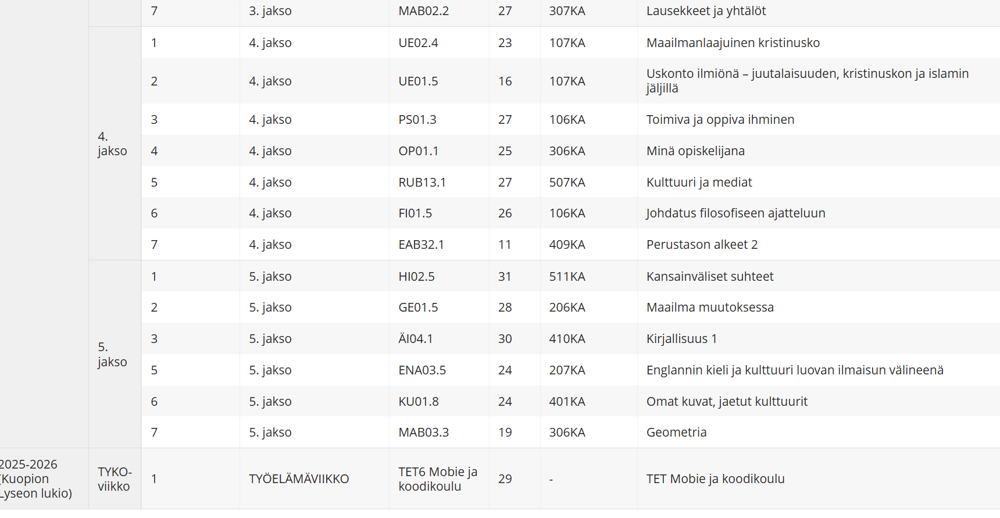 7 3. jakso MAB02.2 27 307KA Lausekkeet ja yhtälöt
4. jakso
1 4. jakso UE02.4 23 107KA Maailmanlaajuinen kristinusko
2 4. jakso UE01.5 16 107KA Uskonto ilmiönä – juutalaisuuden, kristinuskon ja islamin
jäljillä
3 4. jakso PS01.3 27 106KA Toimiva ja oppiva ihminen
4 4. jakso OP01.1 25 306KA Minä opiskelijana
5 4. jakso RUB13.1 27 507KA Kulttuuri ja mediat
6 4. jakso FI01.5 26 106KA Johdatus filosofiseen ajatteluun
7 4. jakso EAB32.1 11 409KA Perustason alkeet 2
5. jakso
1 5. jakso HI02.5 31 511KA Kansainväliset suhteet
2 5. jakso GE01.5 28 206KA Maailma muutoksessa
3 5. jakso ÄI04.1 30 410KA Kirjallisuus 1
5 5. jakso ENA03.5 24 207KA Englannin kieli ja kulttuuri luovan ilmaisun välineenä
6 5. jakso KU01.8 24 401KA Omat kuvat, jaetut kulttuurit
7 5. jakso MAB03.3 19 306KA Geometria
2025-2026
(Kuopion
Lyseon lukio)
TYKO-
viikko
1 TYÖELÄMÄVIIKKO TET6 Mobie ja
koodikoulu
29 - TET Mobie ja koodikoulu